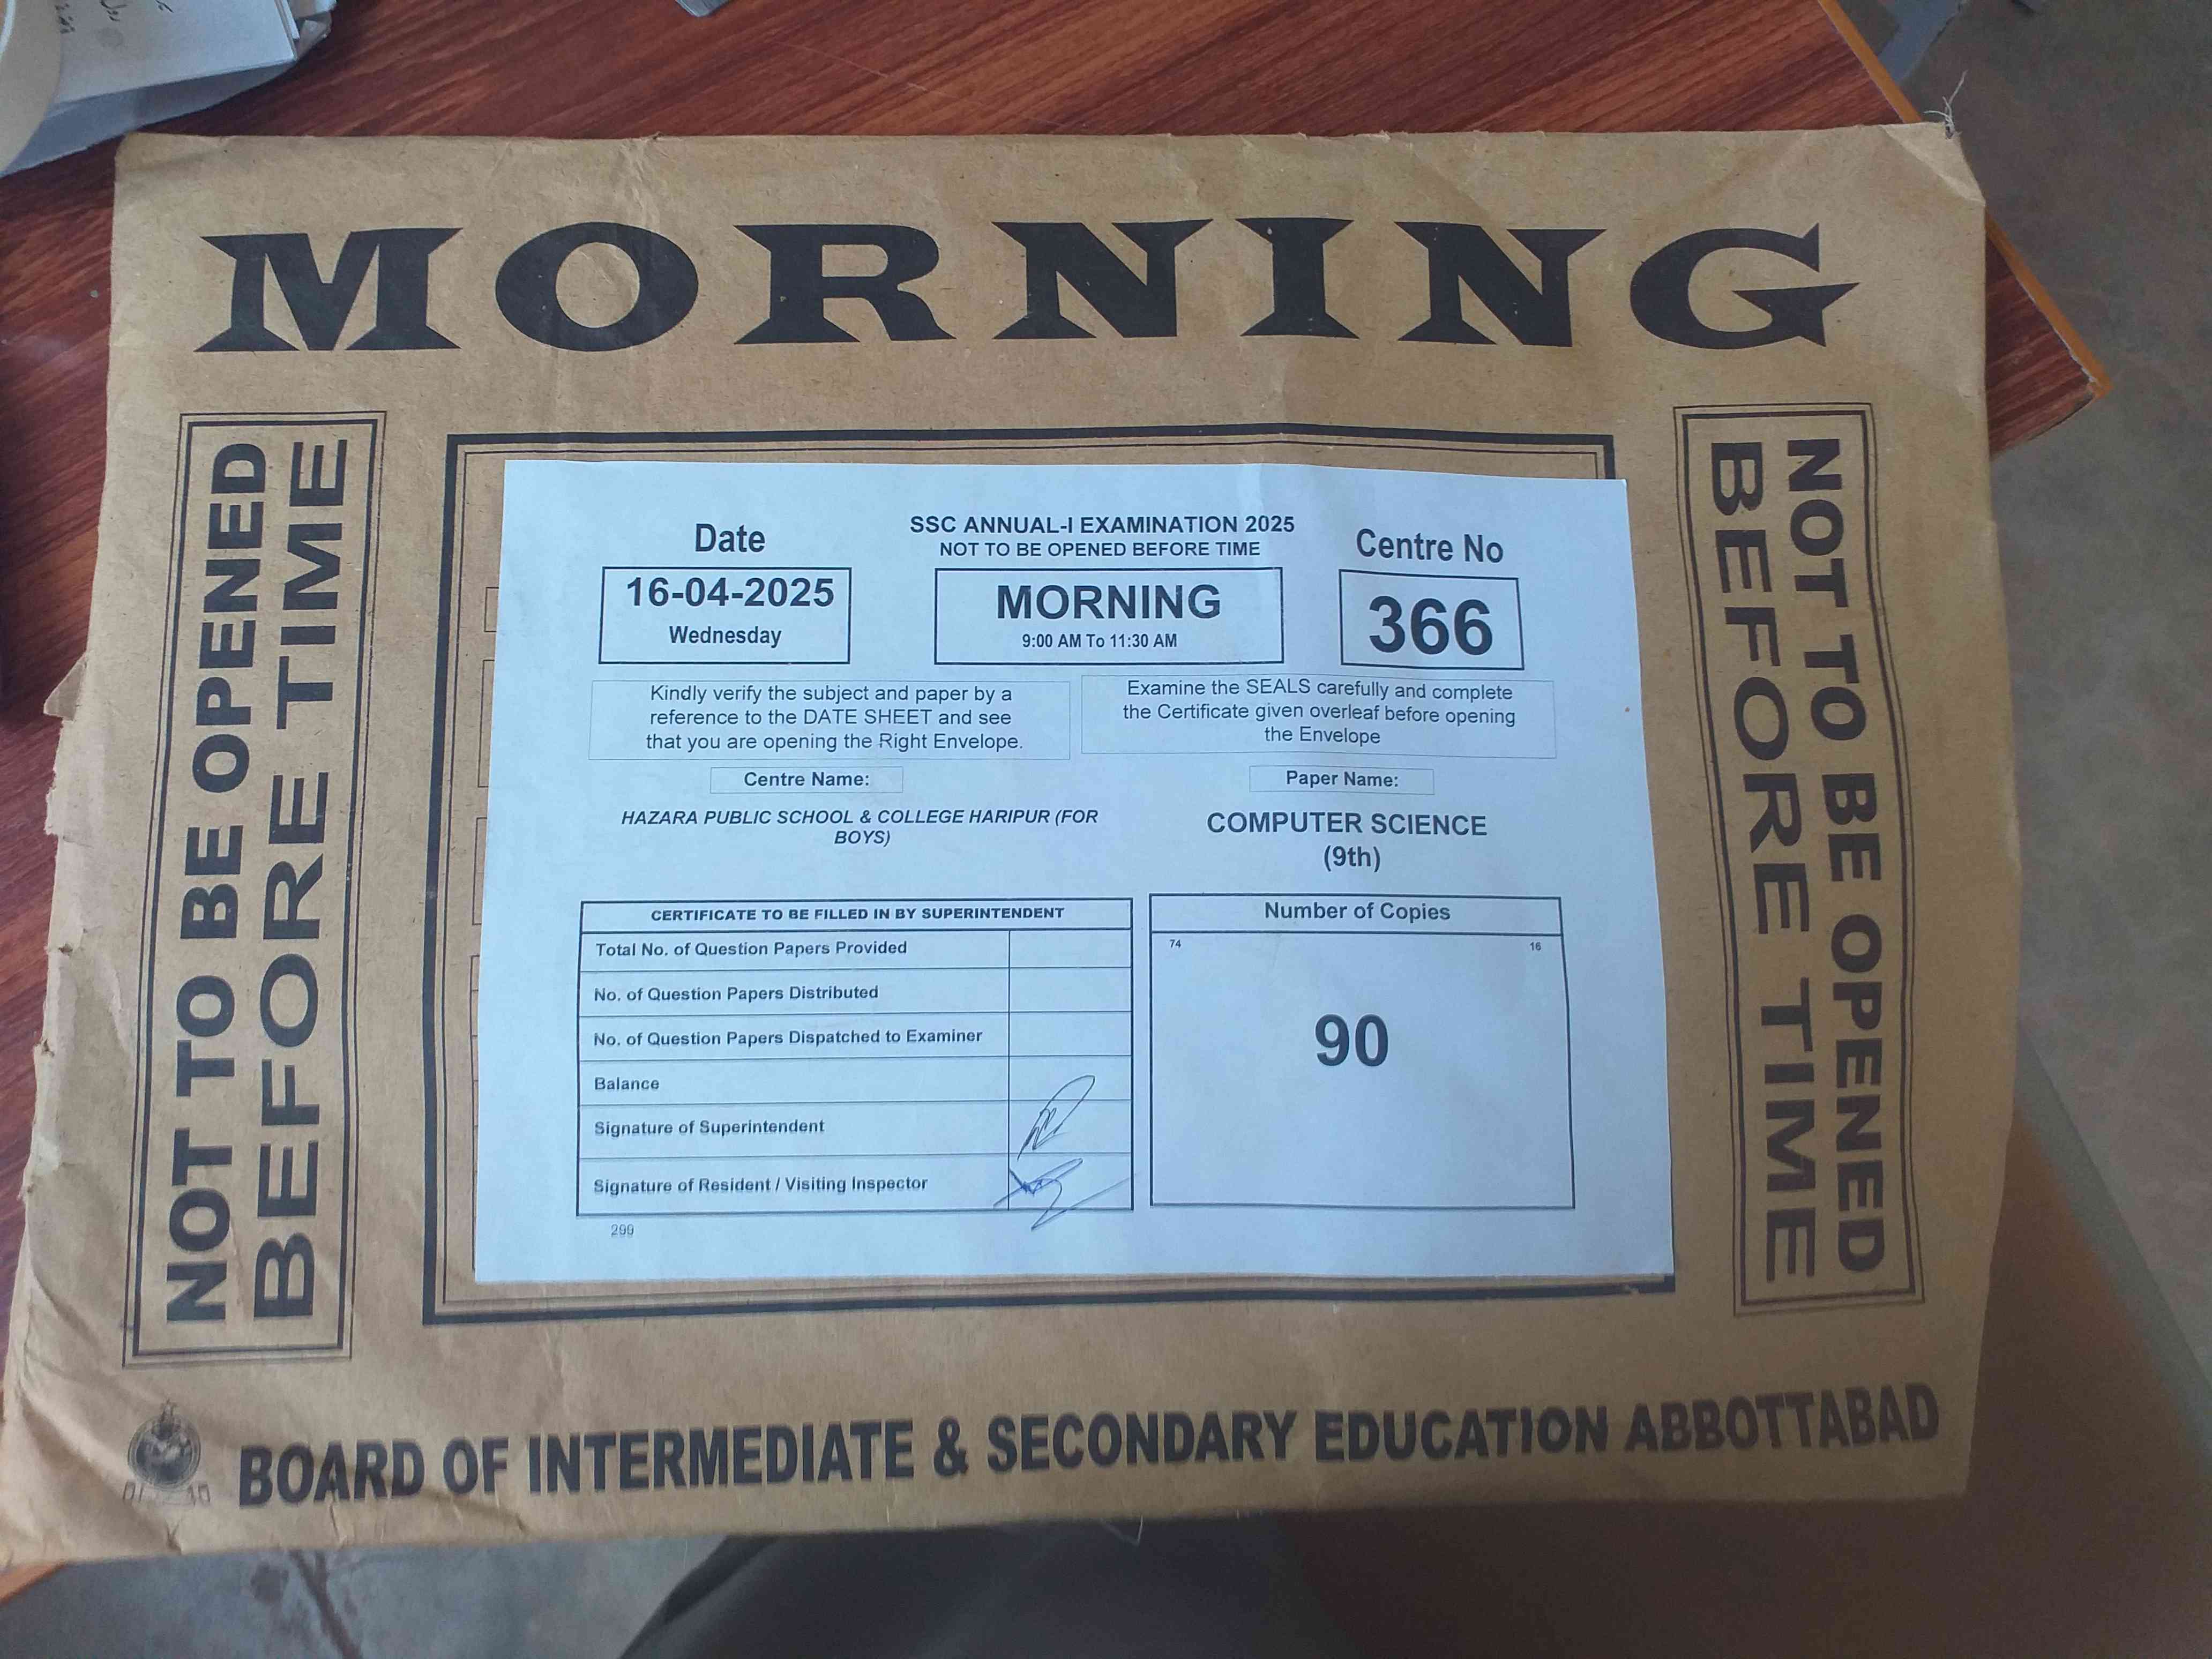 MORNING
NOT TO BE OPENED
BEFORE TIME
Date
16-04-2025
Wednesday
SSC ANNUAL-I EXAMINATION 2025
NOT TO BE OPENED BEFORE TIME
MORNING
9:00 AM To 11:30 AM
Centre No
366
Kindly verify the subject and paper by a
reference to the DATE SHEET and see
that you are opening the Right Envelope.
Examine the SEALS carefully and complete
the Certificate given overleaf before opening
the Envelope
Centre Name:
HAZARA PUBLIC SCHOOL & COLLEGE HARIPUR (FOR
BOYS)
Paper Name:
COMPUTER SCIENCE
(9th)
CERTIFICATE TO BE FILLED IN BY SUPERINTENDENT
Total No. of Question Papers Provided
No. of Question Papers Distributed
No. of Question Papers Dispatched to Examiner
Balance
Signature of Superintendent
Signature of Resident / Visiting Inspector
299
Number of Copies
74 16
90
NOT TO BE OPENED
BEFORE TIME
BOARD OF INTERMEDIATE & SECONDARY EDUCATION ABBOTTABAD